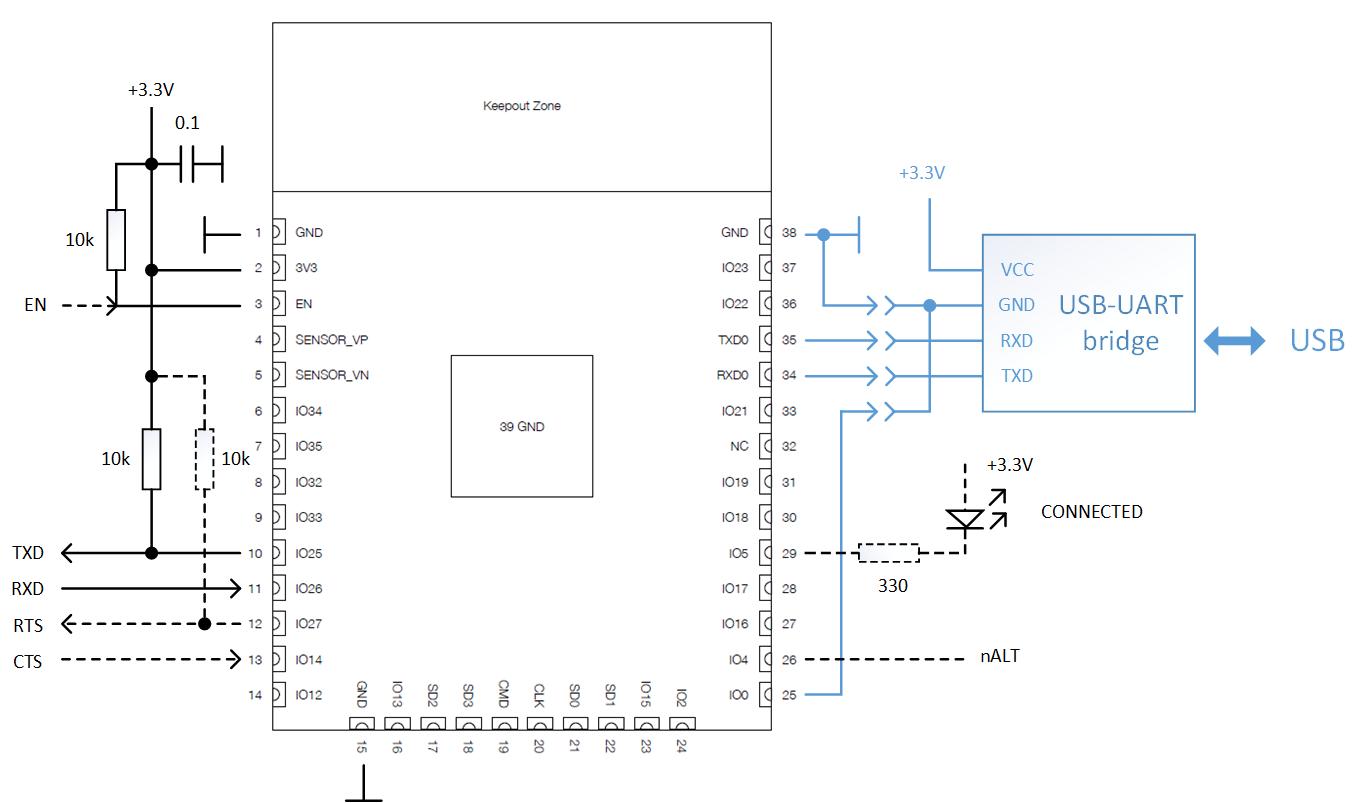 Keepout Zone
+3.3V
0.1
10k
EN
10k
10k
TXD
RXD
RTS
CTS
1 GND
2 3V3
3 EN
4 SENSOR_VP
5 SENSOR_VN
6 IO34
7 IO35
8 IO32
9 IO33
10 IO25
11 IO26
12 IO27
13 IO14
14 IO12
39 GND
GND 15
IO13 16
SD2 17
SD3 18
CMD 19
CLK 20
SD0 21
SD1 22
IO15 23
IO2 24
GND 38
IO23 37
IO22 36
TXD0 35
RXD0 34
IO21 33
NC 32
IO19 31
IO18 30
IO5 29
IO17 28
IO16 27
IO4 26
IO0 25
+3.3V
VCC
GND
RXD
TXD
USB-UART
bridge
USB
+3.3V
CONNECTED
330
nALT